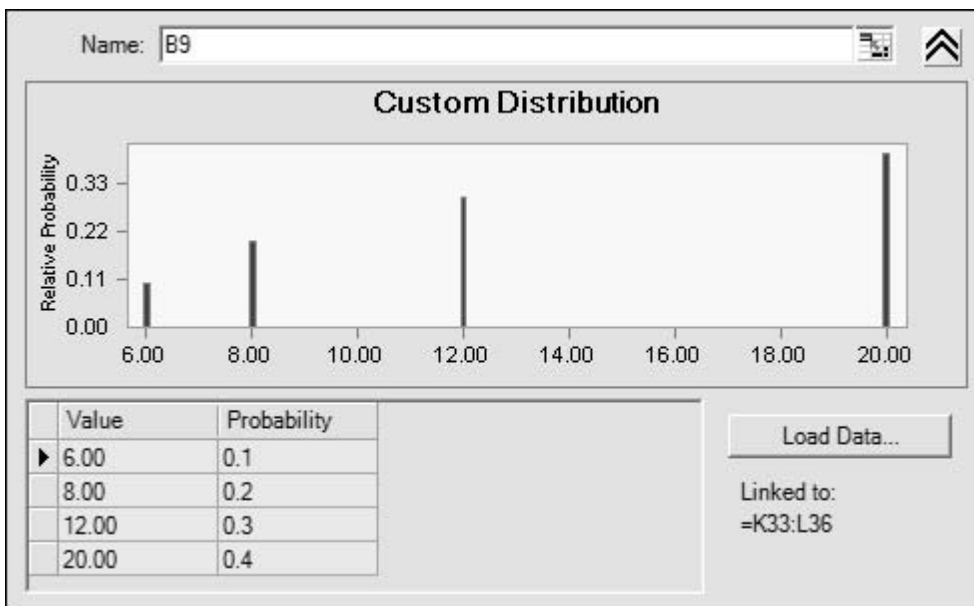 Name: B9
Custom Distribution
Relative Probability
0.33
0.22
0.11
0.00
6.00 8.00 10.00 12.00 14.00 16.00 18.00 20.00
Value Probability
6.00 0.1
8.00 0.2
12.00 0.3
20.00 0.4
Load Data...
Linked to:
=K33:L36